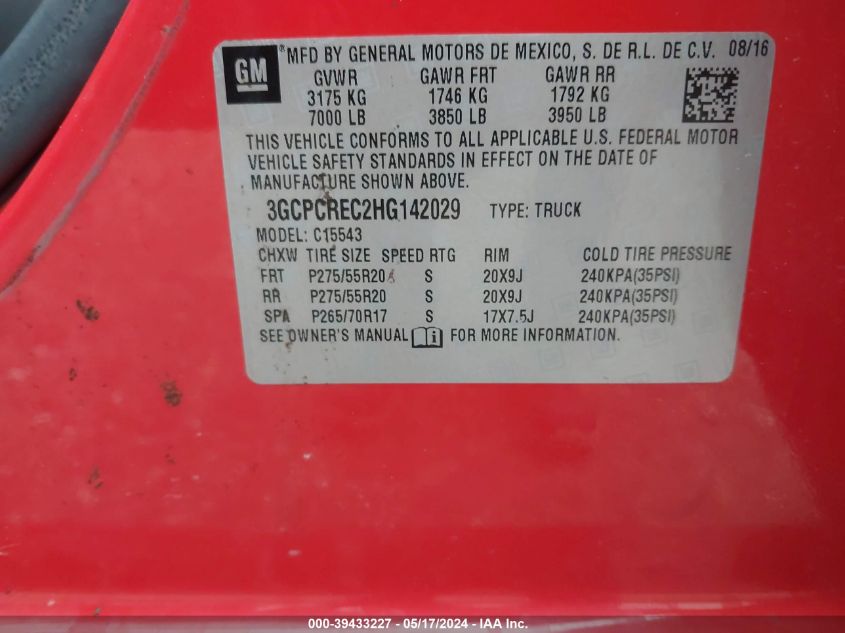 GM ® MFD BY GENERAL MOTORS DE MEXICO, S. DE R.L. DE C.V. 08/16
GVWR GAWR FRT GAWR RR
3175 KG 1746 KG 1792 KG
7000 LB 3850 LB 3950 LB
THIS VEHICLE CONFORMS TO ALL APPLICABLE U.S. FEDERAL MOTOR
VEHICLE SAFETY STANDARDS IN EFFECT ON THE DATE OF
MANUFACTURE SHOWN ABOVE.
3GCPCREC2HG142029 TYPE: TRUCK
MODEL: C15543
CHXW TIRE SIZE SPEED RTG RIM COLD TIRE PRESSURE
FRT P275/55R20 S 20X9J 240KPA(35PSI)
RR P275/55R20 S 20X9J 240KPA(35PSI)
SPA P265/70R17 S 17X7.5J 240KPA(35PSI)
SEE OWNER'S MANUAL i FOR MORE INFORMATION.
000-39433227 - 05/17/2024 - IAA Inc.